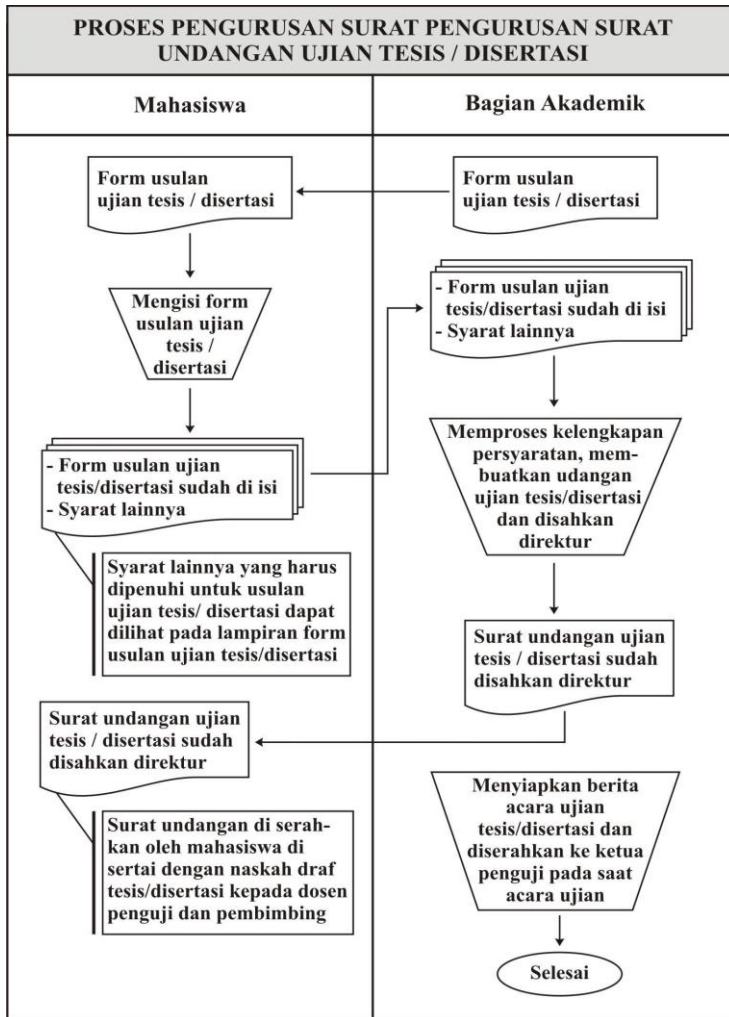 PROSES PENGURUSAN SURAT PENGURUSAN SURAT
UNDANGAN UJIAN TESIS / DISERTASI
Mahasiswa
Bagian Akademik
Form usulan
ujian tesis / disertasi
Form usulan
ujian tesis / disertasi
Mengisi form
usulan ujian
tesis /
disertasi
- Form usulan ujian
tesis/disertasi sudah di isi
- Syarat lainnya
- Form usulan ujian
tesis/disertasi sudah di isi
- Syarat lainnya
Syarat lainnya yang harus
dipenuhi untuk usulan
ujian tesis/ disertasi dapat
dilihat pada lampiran form
usulan ujian tesis/disertasi
Memproses kelengkapan
persyaratan, mem-
buatkan udangan
ujian tesis/disertasi
dan disahkan
direktur
Surat undangan ujian
tesis / disertasi sudah
disahkan direktur
Surat undangan ujian
tesis / disertasi sudah
disahkan direktur
Surat undangan di serah-
kan oleh mahasiswa di
sertai dengan naskah draf
tesis/disertasi kepada dosen
penguji dan pembimbing
Menyiapkan berita
acara ujian
tesis/disertasi dan
diserahkan ke ketua
penguji pada saat
acara ujian
Selesai